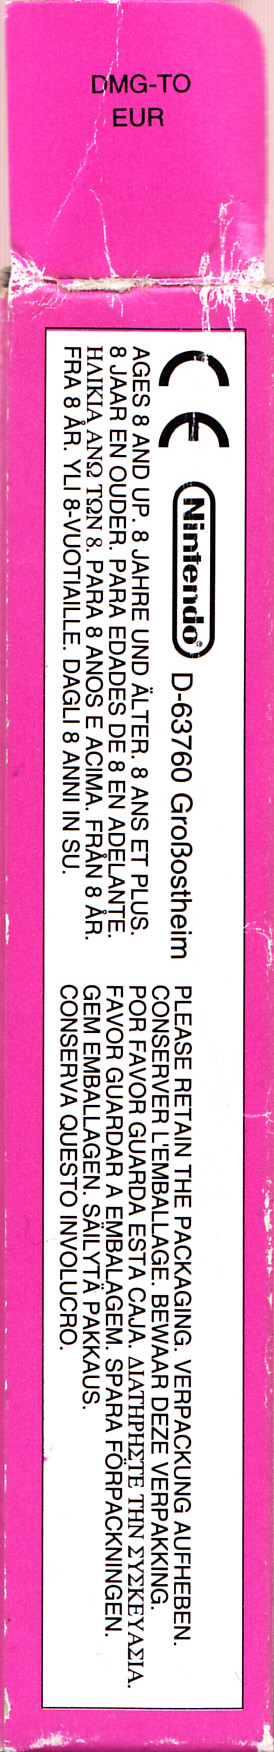 DMG-TO
EUR
CE Nintendo® D-63760 Großostheim
AGES 8 AND UP. 8 JAHRE UND ÄLTER. 8 ANS ET PLUS.
8 JAAR EN OUDER. PARA EDADES DE 8 EN ADELANTE.
ΗΛΙΚΙΑ ΑΝΩ ΤΩΝ 8. PARA 8 ANOS E ACIMA. FRÅN 8 ÅR.
FRA 8 ÅR. YLI 8-VUOTIAILLE. DAGLI 8 ANNI IN SU.
PLEASE RETAIN THE PACKAGING. VERPACKUNG AUFHEBEN.
CONSERVER L'EMBALLAGE. BEWAAR DEZE VERPAKKING.
POR FAVOR GUARDA ESTA CAJA. ΔΙΑΤΗΡΗΣΤΕ ΤΗΝ ΣΥΣΚΕΥΑΣΙΑ.
FAVOR GUARDAR A EMBALAGEM. SPARA FÖRPACKNINGEN.
GEM EMBALLAGEN. SÄILYTÄ PAKKAUS.
CONSERVA QUESTO INVOLUCRO.